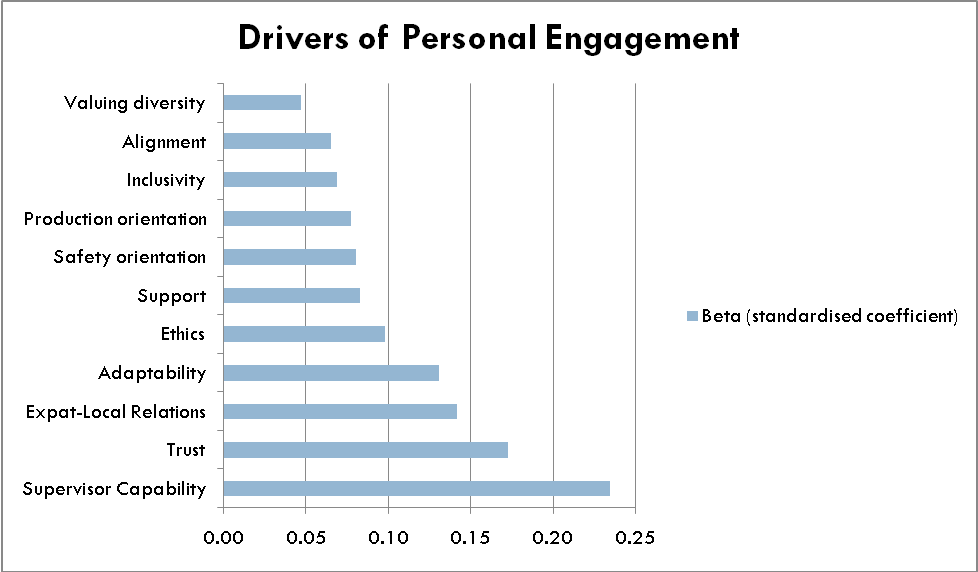 Drivers of Personal Engagement
Valuing diversity
Alignment
Inclusivity
Production orientation
Safety orientation
Support
Ethics
Adaptability
Expat-Local Relations
Trust
Supervisor Capability
0.00 0.05 0.10 0.15 0.20 0.25
Beta (standardised coefficient)